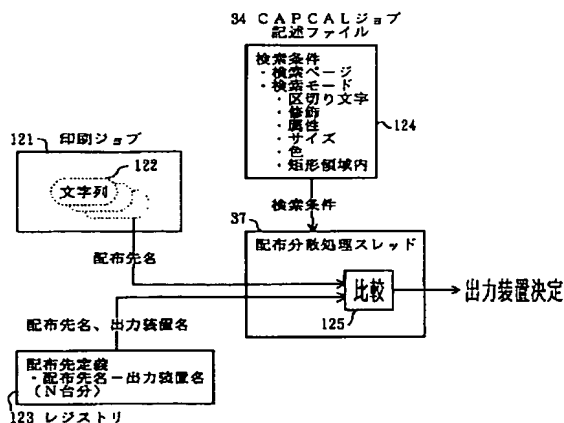 34 CAPCALジョブ
記述ファイル
検索条件
・検索ページ
・検索モード
・区切り文字
・修飾
・属性
・サイズ
・色
・矩形領域内
124
121 印刷ジョブ
122
文字列
検索条件
37
配布分散処理スレッド
配布先名
比較
出力装置決定
125
配布先名、出力装置名
配布先定義
・配布先名－出力装置名
(N台分)
123 レジストリ